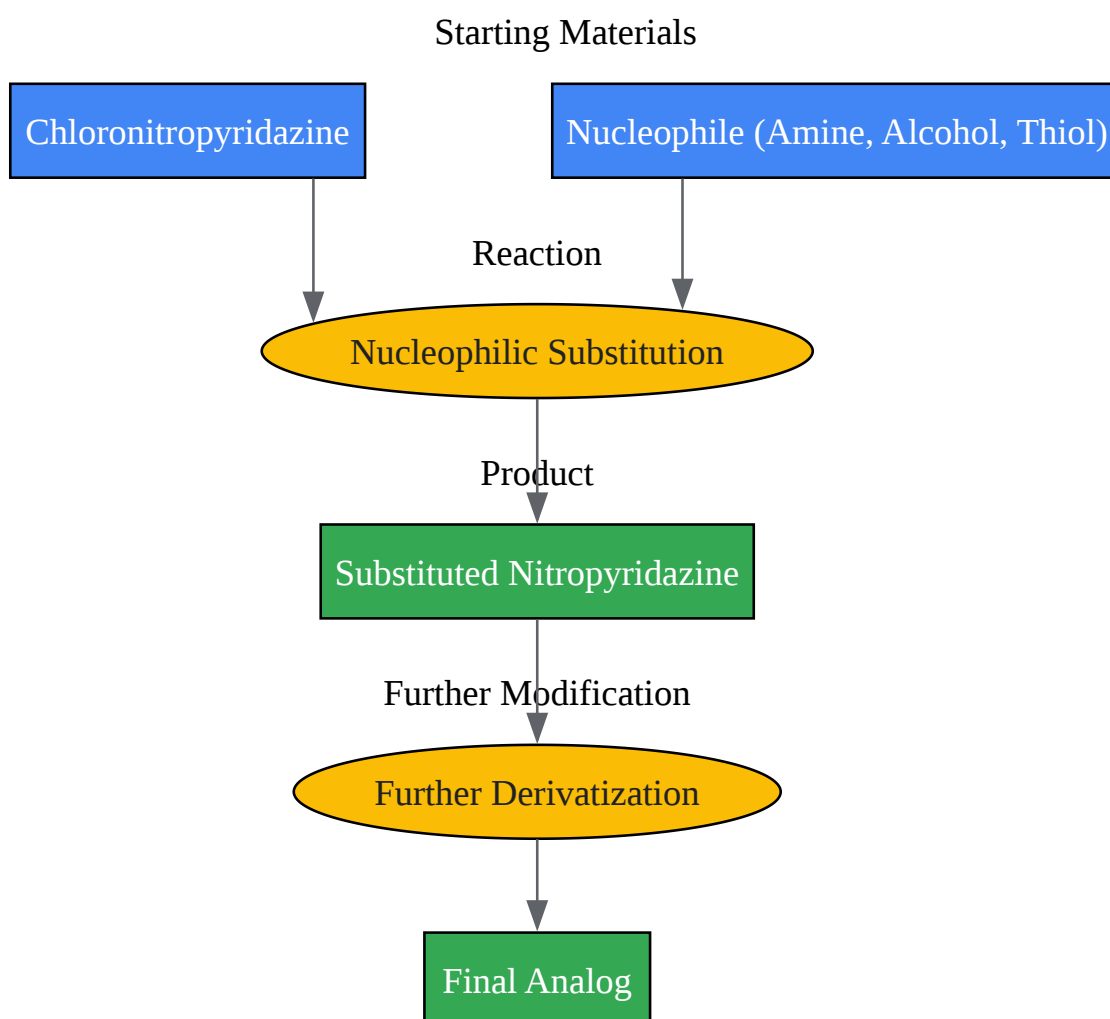 Starting Materials
Chloronitropyridazine
Nucleophile (Amine, Alcohol, Thiol)
Reaction
Nucleophilic Substitution
Product
Substituted Nitropyridazine
Further Modification
Further Derivatization
Final Analog